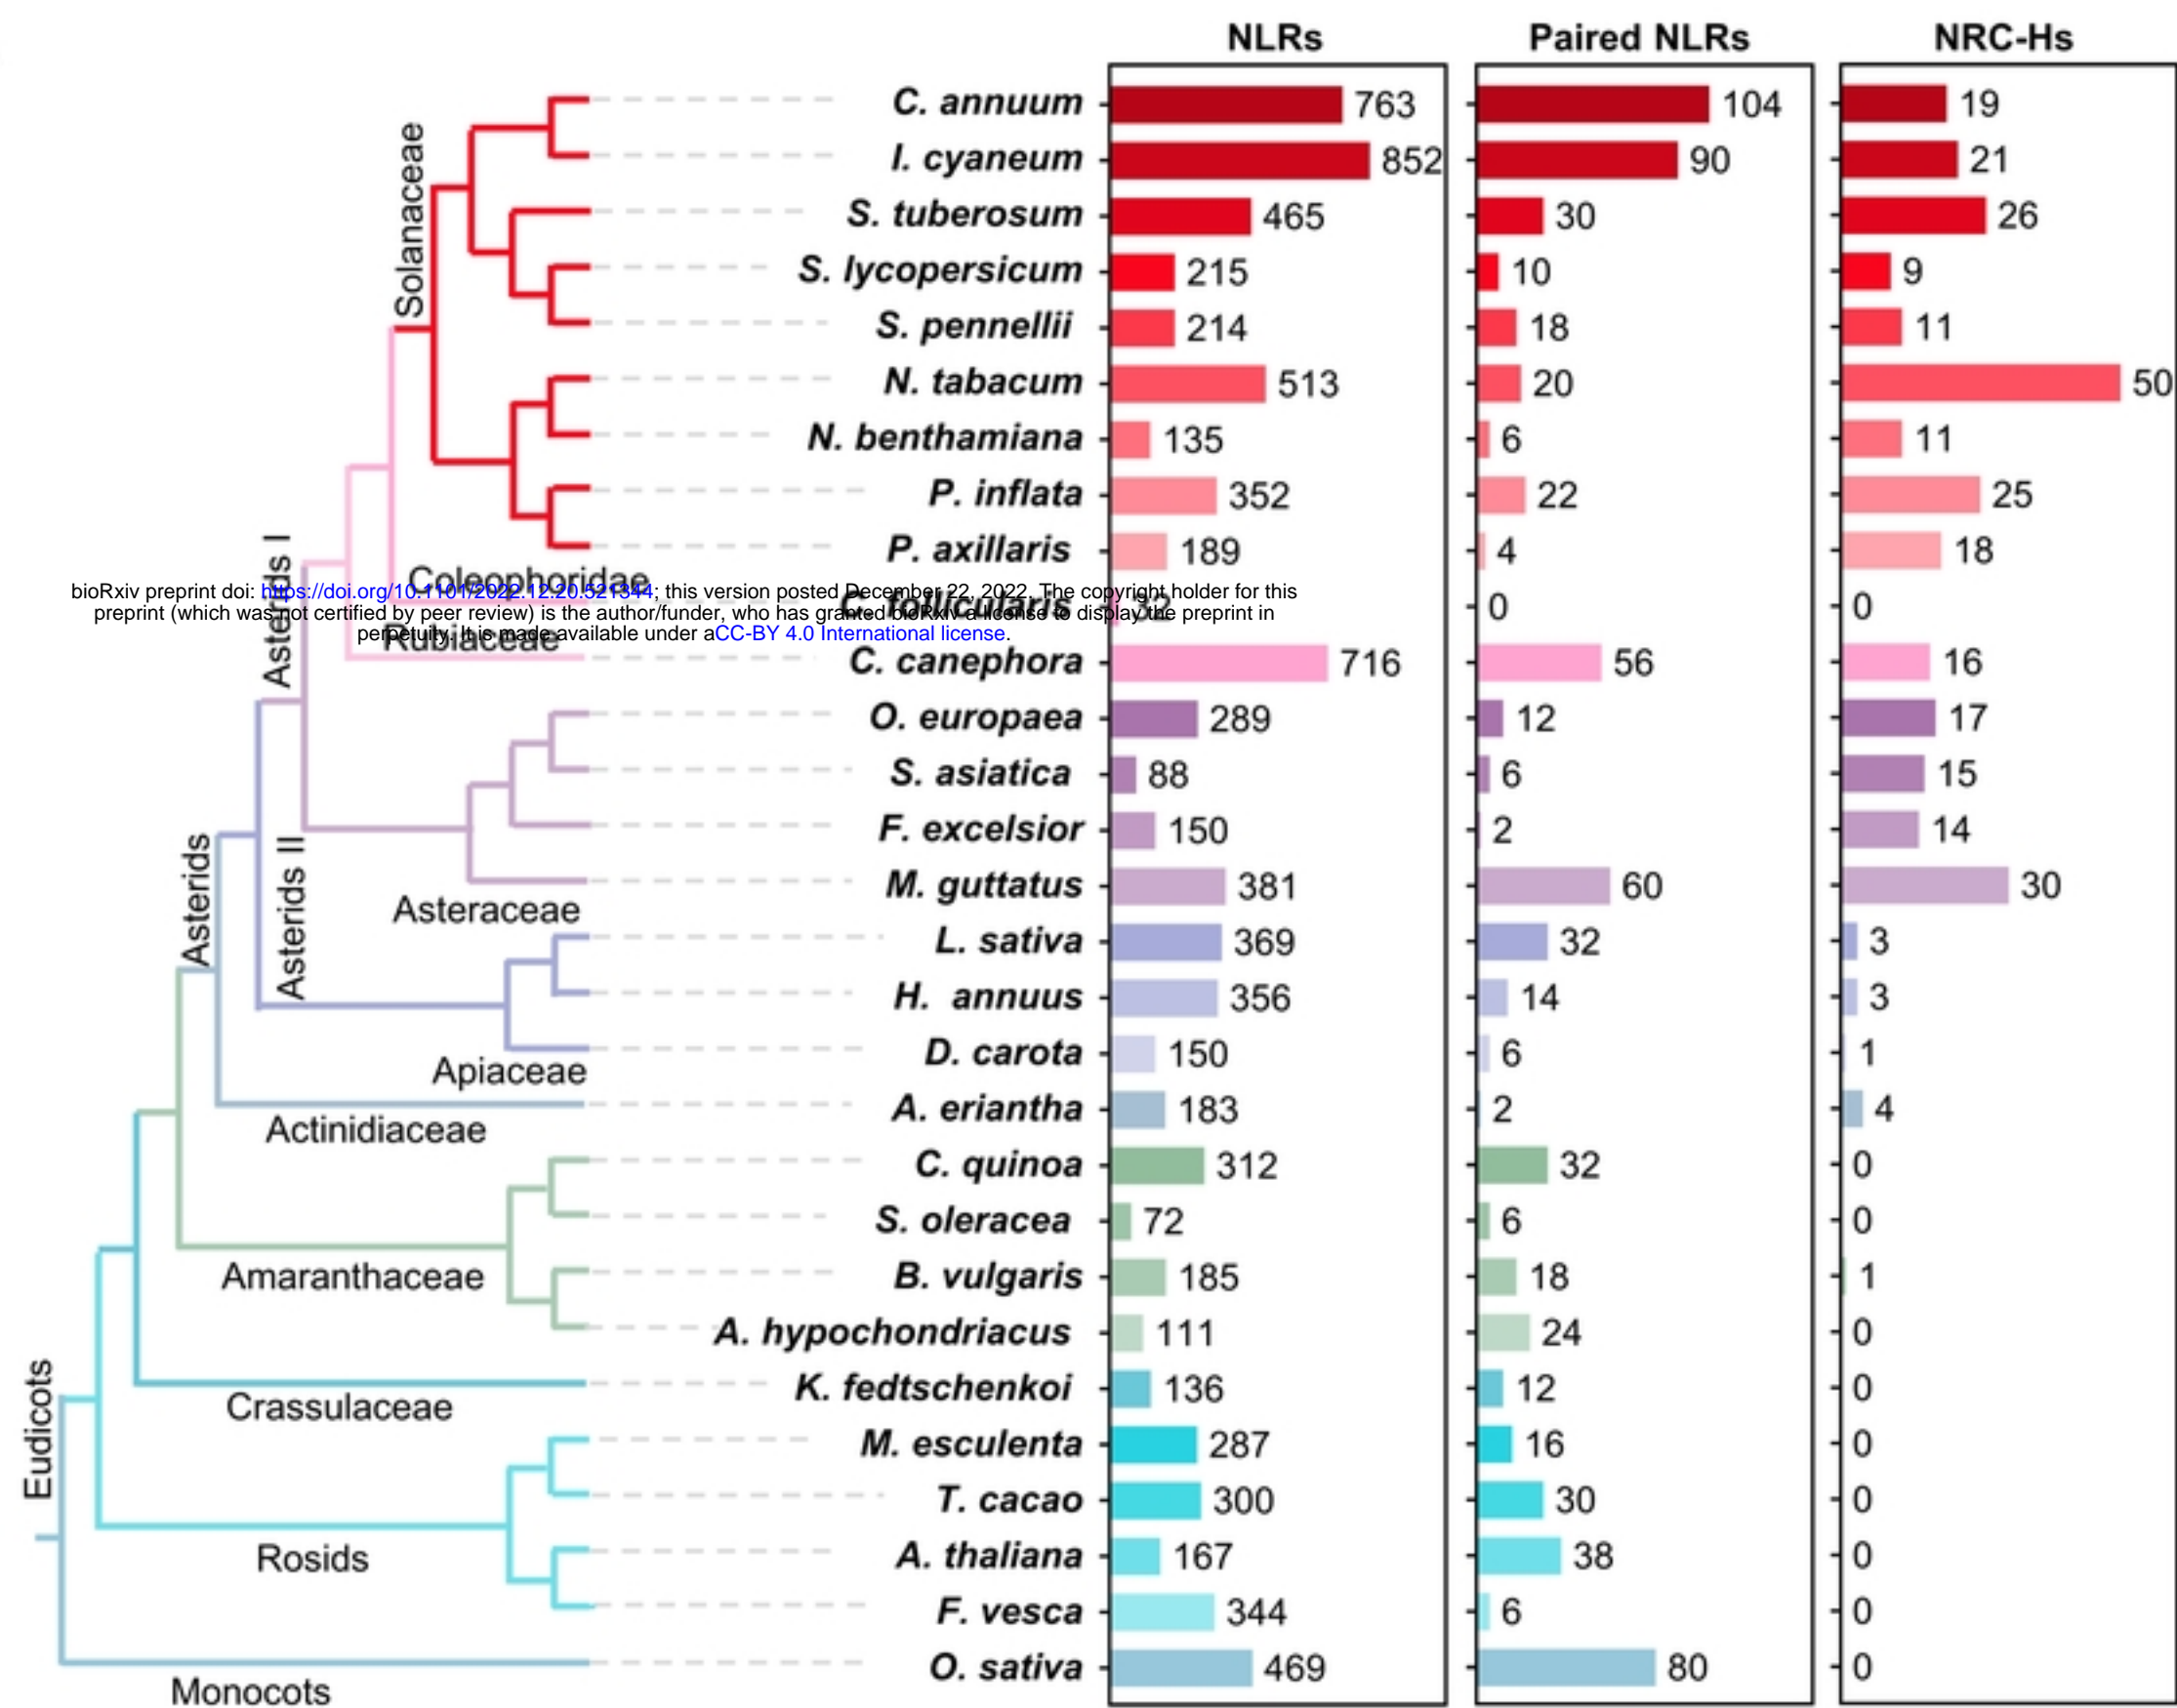 NLRs Paired NLRs NRC-Hs
Solanaceae
C. annuum 763 104 19
I. cyaneum 852 90 21
S. tuberosum 465 30 26
S. lycopersicum 215 10 9
S. pennellii 214 18 11
N. tabacum 513 20 50
N. benthamiana 135 6 11
P. inflata 352 22 25
P. axillaris 189 4 18
Asterids I
Coleophoridae
bioRxiv preprint doi: https://doi.org/10.1101/2022.12.20.521344; this version posted December 22, 2022. The copyright holder for this
C. follicularis 32 0 0
preprint (which was not certified by peer review) is the author/funder, who has granted bioRxiv a license to display the preprint in
perpetuity. It is made available under aCC-BY 4.0 International license.
Rubiaceae
C. canephora 716 56 16
O. europaea 289 12 17
S. asiatica 88 6 15
F. excelsior 150 2 14
M. guttatus 381 60 30
Asterids
Asterids II
Asteraceae
L. sativa 369 32 3
H. annuus 356 14 3
D. carota 150 6 1
Apiaceae
A. eriantha 183 2 4
Actinidiaceae
C. quinoa 312 32 0
S. oleracea 72 6 0
B. vulgaris 185 18 1
Amaranthaceae
A. hypochondriacus 111 24 0
K. fedtschenkoi 136 12 0
Crassulaceae
Eudicots
M. esculenta 287 16 0
T. cacao 300 30 0
A. thaliana 167 38 0
Rosids
F. vesca 344 6 0
O. sativa 469 80 0
Monocots